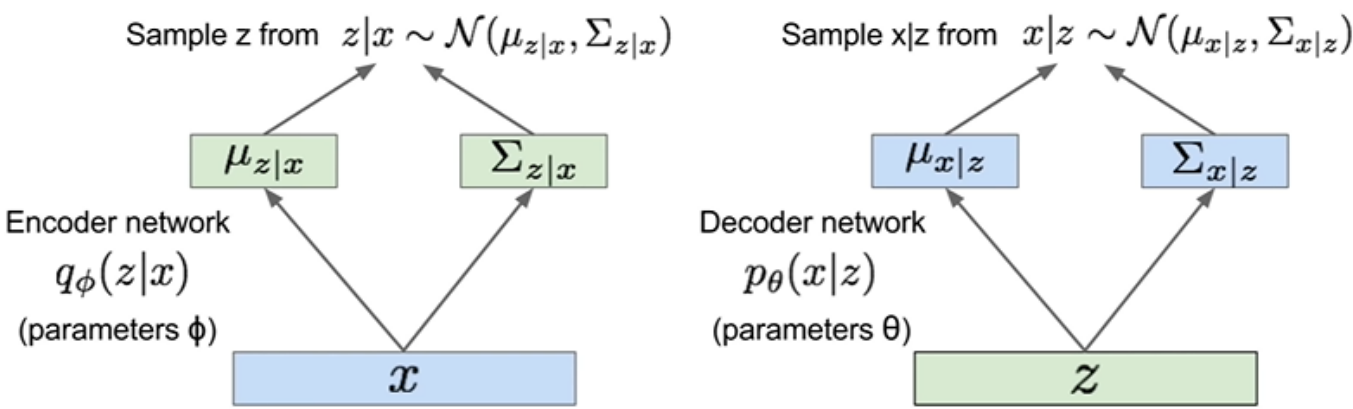 Sample z from z|x ~ 𝒩(μ_{z|x}, Σ_{z|x})
μ_{z|x} Σ_{z|x}
Encoder network
q_ϕ(z|x)
(parameters ϕ)
x
Sample x|z from x|z ~ 𝒩(μ_{x|z}, Σ_{x|z})
μ_{x|z} Σ_{x|z}
Decoder network
p_θ(x|z)
(parameters θ)
z